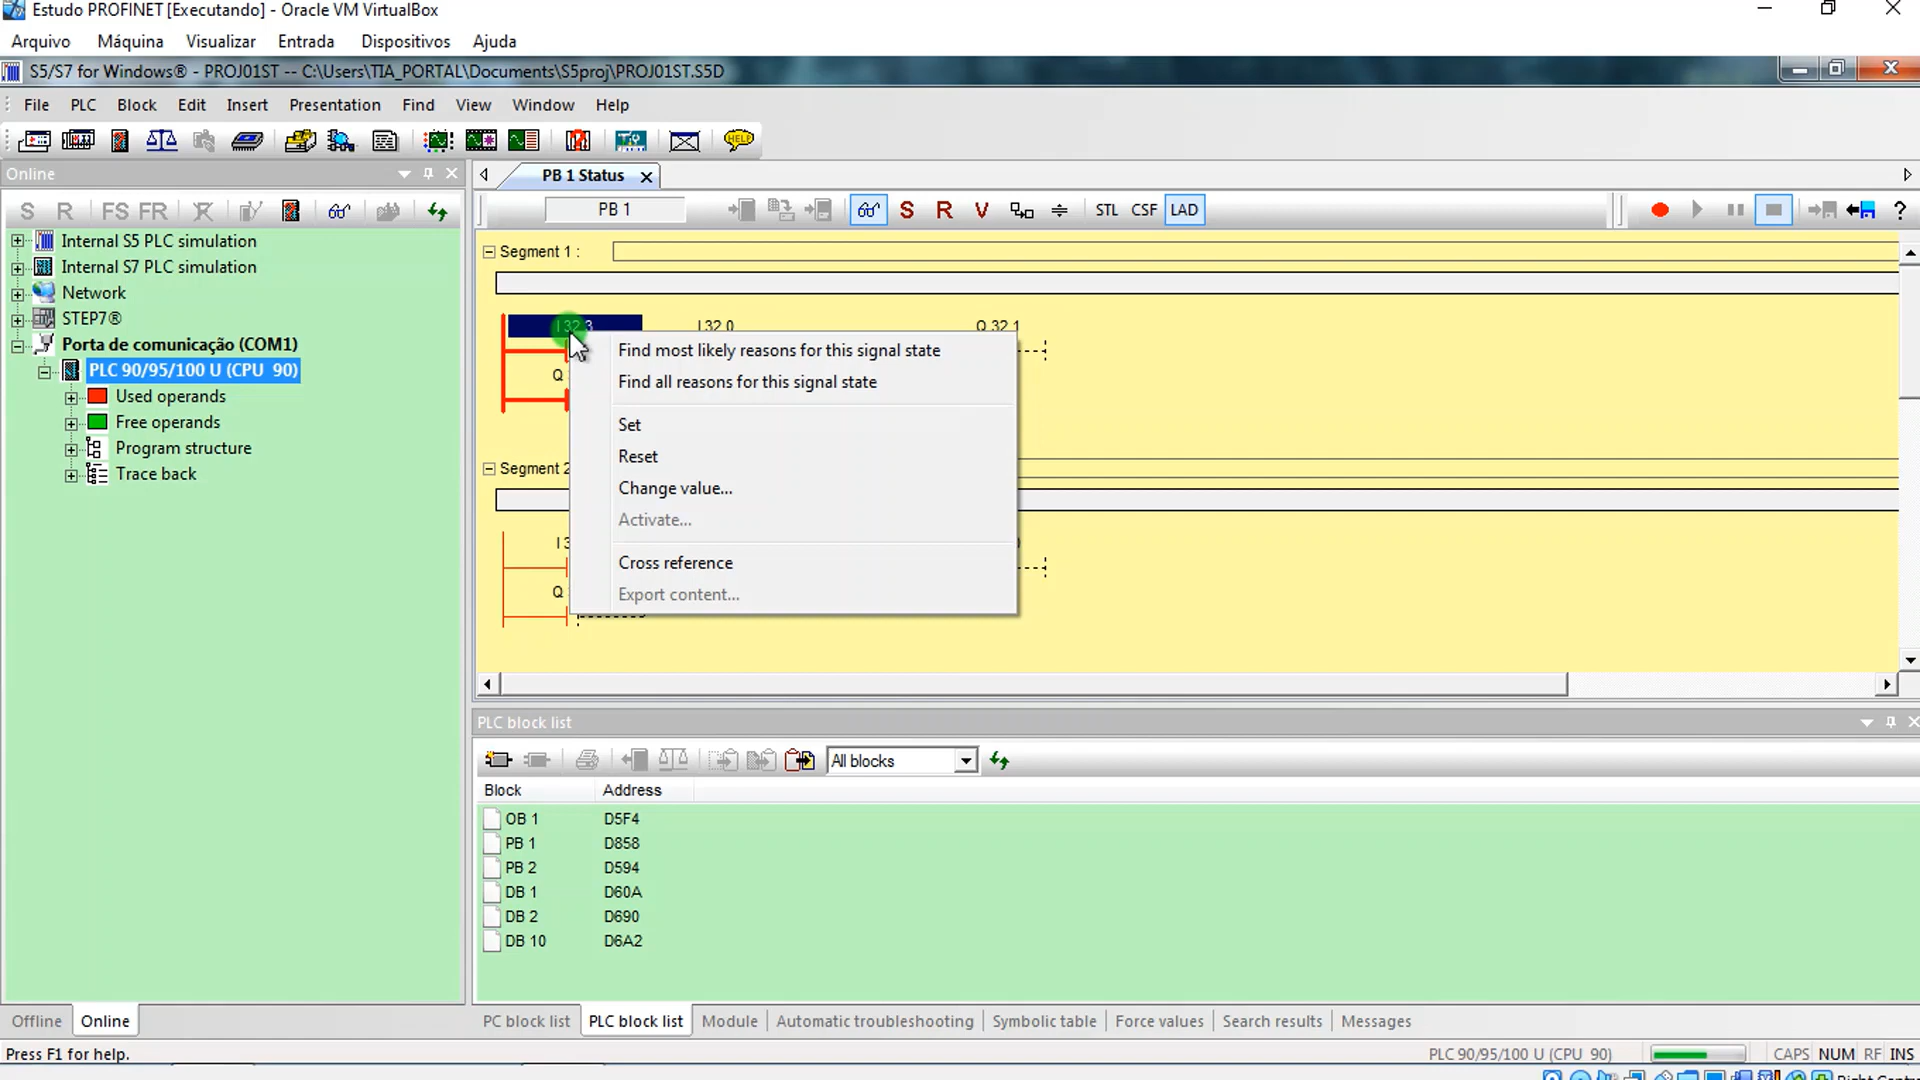 Estudo PROFINET [Executando] - Oracle VM VirtualBox
Arquivo Máquina Visualizar Entrada Dispositivos Ajuda
S5/S7 for Windows® - PROJ01ST -- C:\Users\TIA_PORTAL\Documents\S5proj\PROJ01ST.S5D
File PLC Block Edit Insert Presentation Find View Window Help
HELP
Online
PB 1 Status
S R FS FR
PB 1
S R V STL CSF LAD ?
Internal S5 PLC simulation
Internal S7 PLC simulation
Network
STEP7®
Porta de comunicação (COM1)
PLC 90/95/100 U (CPU 90)
Used operands
Free operands
Program structure
Trace back
Segment 1 :
I 32.3 I 32.0 Q 32.1
Q
Find most likely reasons for this signal state
Find all reasons for this signal state
Set
Reset
Change value...
Activate...
Cross reference
Export content...
Segment 2
I 3
Q
PLC block list
All blocks
Block Address
OB 1 D5F4
PB 1 D858
PB 2 D594
DB 1 D60A
DB 2 D690
DB 10 D6A2
Offline Online
PC block list PLC block list Module Automatic troubleshooting Symbolic table Force values Search results Messages
Press F1 for help.
PLC 90/95/100 U (CPU 90) CAPS NUM RF INS